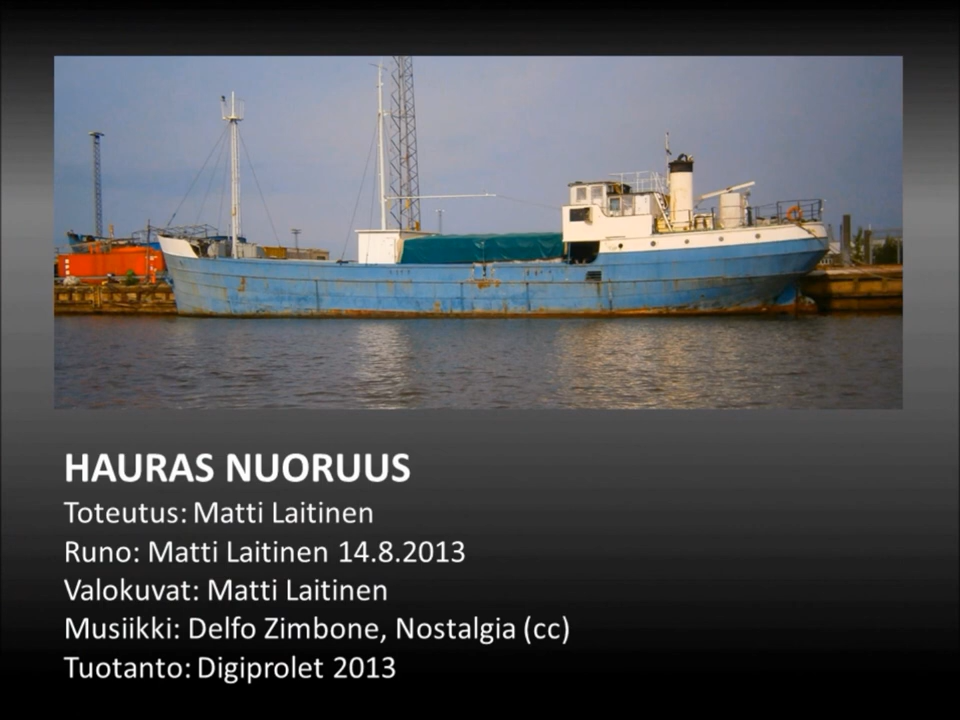 HAURAS NUORUUS
Toteutus: Matti Laitinen
Runo: Matti Laitinen 14.8.2013
Valokuvat: Matti Laitinen
Musiikki: Delfo Zimbone, Nostalgia (cc)
Tuotanto: Digiprolet 2013